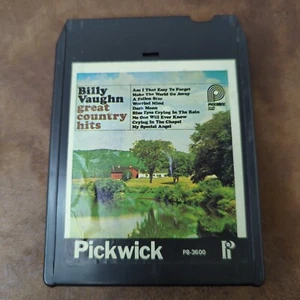 Billy
Vaughn
great
country
hits
Am I That Easy To Forget
Make The World Go Away
A Fallen Star
Worried Mind
Dark Moon
Blue Eyes Crying In The Rain
No One Will Ever Know
Crying In The Chapel
My Special Angel
PICKWICK
Pickwick
P8-3600